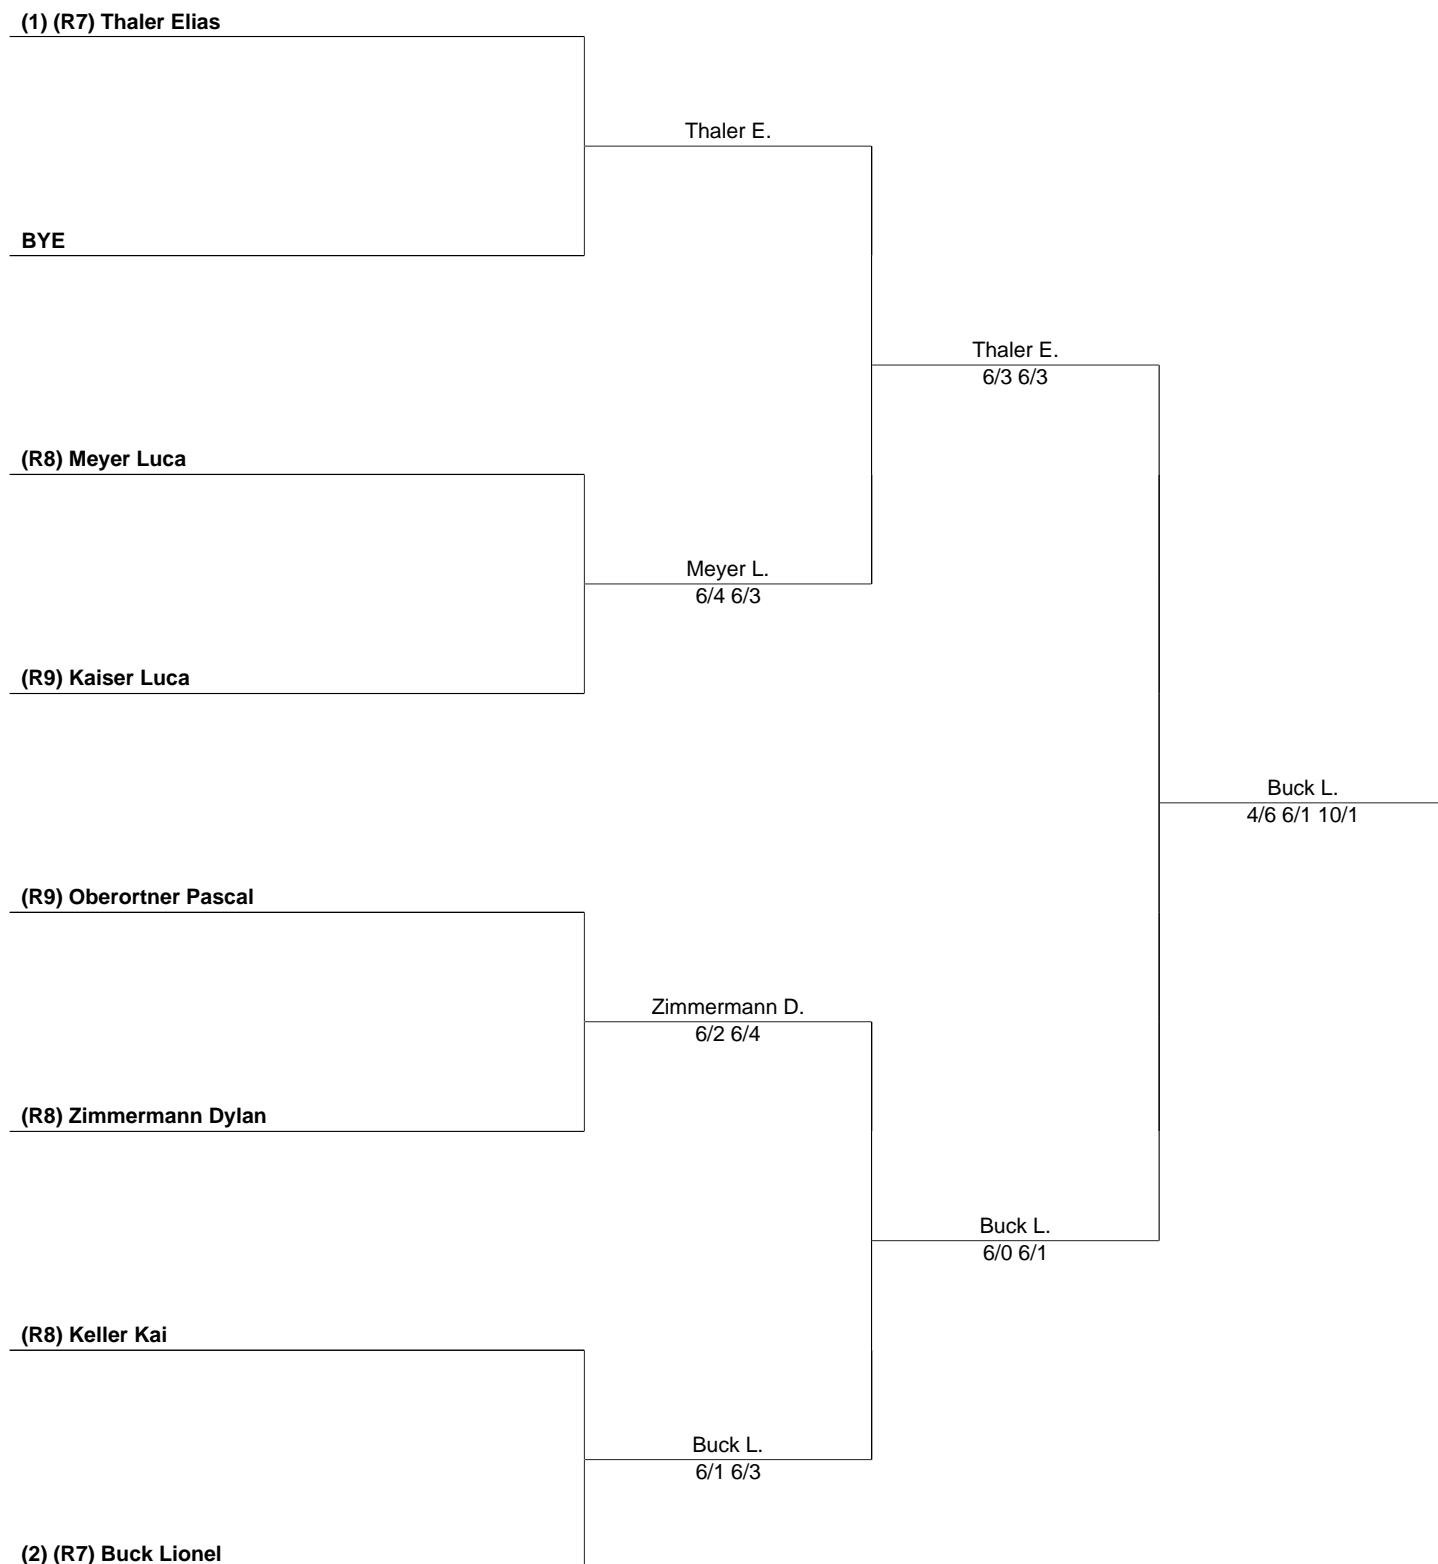 (1) (R7) Thaler Elias
Thaler E.
BYE
Thaler E.
6/3 6/3
(R8) Meyer Luca
Meyer L.
6/4 6/3
(R9) Kaiser Luca
Buck L.
4/6 6/1 10/1
(R9) Oberortner Pascal
Zimmermann D.
6/2 6/4
(R8) Zimmermann Dylan
Buck L.
6/0 6/1
(R8) Keller Kai
Buck L.
6/1 6/3
(2) (R7) Buck Lionel